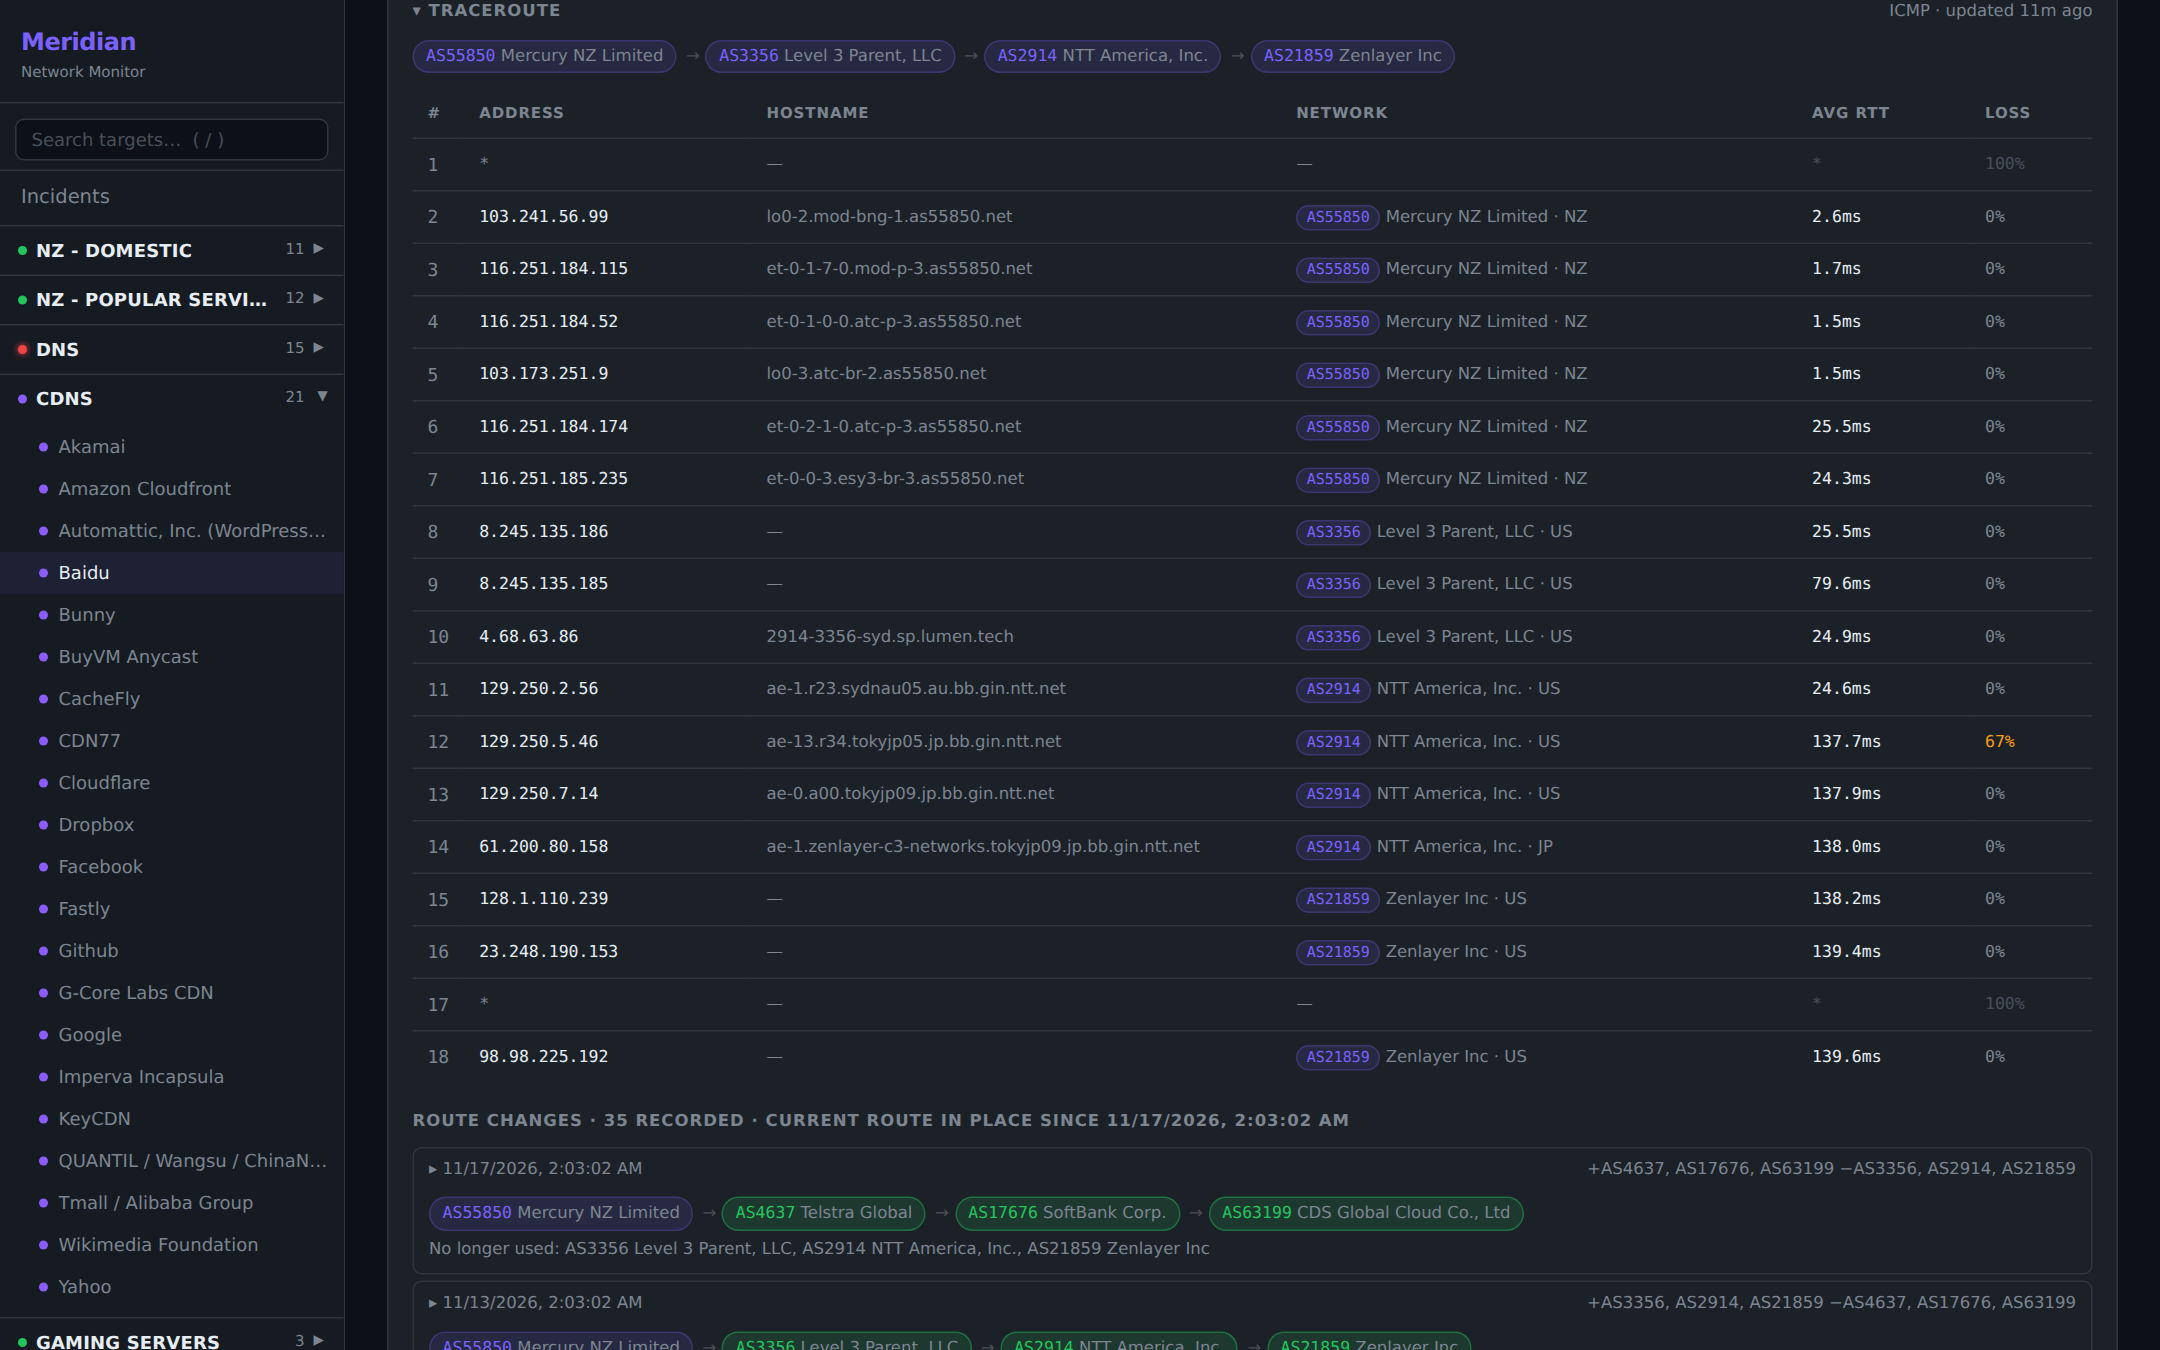 Meridian
Network Monitor
Search targets... ( / )
Incidents
NZ - DOMESTIC 11 ▶
NZ - POPULAR SERVI… 12 ▶
DNS 15 ▶
CDNS 21 ▼
Akamai
Amazon Cloudfront
Automattic, Inc. (WordPress…
Baidu
Bunny
BuyVM Anycast
CacheFly
CDN77
Cloudflare
Dropbox
Facebook
Fastly
Github
G-Core Labs CDN
Google
Imperva Incapsula
KeyCDN
QUANTIL / Wangsu / ChinaN…
Tmall / Alibaba Group
Wikimedia Foundation
Yahoo
GAMING SERVERS 3 ▶
▾ TRACEROUTE ICMP · updated 11m ago
AS55850 Mercury NZ Limited → AS3356 Level 3 Parent, LLC → AS2914 NTT America, Inc. → AS21859 Zenlayer Inc
# ADDRESS HOSTNAME NETWORK AVG RTT LOSS
1 * — — * 100%
2 103.241.56.99 lo0-2.mod-bng-1.as55850.net AS55850 Mercury NZ Limited · NZ 2.6ms 0%
3 116.251.184.115 et-0-1-7-0.mod-p-3.as55850.net AS55850 Mercury NZ Limited · NZ 1.7ms 0%
4 116.251.184.52 et-0-1-0-0.atc-p-3.as55850.net AS55850 Mercury NZ Limited · NZ 1.5ms 0%
5 103.173.251.9 lo0-3.atc-br-2.as55850.net AS55850 Mercury NZ Limited · NZ 1.5ms 0%
6 116.251.184.174 et-0-2-1-0.atc-p-3.as55850.net AS55850 Mercury NZ Limited · NZ 25.5ms 0%
7 116.251.185.235 et-0-0-3.esy3-br-3.as55850.net AS55850 Mercury NZ Limited · NZ 24.3ms 0%
8 8.245.135.186 — AS3356 Level 3 Parent, LLC · US 25.5ms 0%
9 8.245.135.185 — AS3356 Level 3 Parent, LLC · US 79.6ms 0%
10 4.68.63.86 2914-3356-syd.sp.lumen.tech AS3356 Level 3 Parent, LLC · US 24.9ms 0%
11 129.250.2.56 ae-1.r23.sydnau05.au.bb.gin.ntt.net AS2914 NTT America, Inc. · US 24.6ms 0%
12 129.250.5.46 ae-13.r34.tokyjp05.jp.bb.gin.ntt.net AS2914 NTT America, Inc. · US 137.7ms 67%
13 129.250.7.14 ae-0.a00.tokyjp09.jp.bb.gin.ntt.net AS2914 NTT America, Inc. · US 137.9ms 0%
14 61.200.80.158 ae-1.zenlayer-c3-networks.tokyjp09.jp.bb.gin.ntt.net AS2914 NTT America, Inc. · JP 138.0ms 0%
15 128.1.110.239 — AS21859 Zenlayer Inc · US 138.2ms 0%
16 23.248.190.153 — AS21859 Zenlayer Inc · US 139.4ms 0%
17 * — — * 100%
18 98.98.225.192 — AS21859 Zenlayer Inc · US 139.6ms 0%
ROUTE CHANGES · 35 RECORDED · CURRENT ROUTE IN PLACE SINCE 11/17/2026, 2:03:02 AM
▸ 11/17/2026, 2:03:02 AM +AS4637, AS17676, AS63199 −AS3356, AS2914, AS21859
AS55850 Mercury NZ Limited → AS4637 Telstra Global → AS17676 SoftBank Corp. → AS63199 CDS Global Cloud Co., Ltd
No longer used: AS3356 Level 3 Parent, LLC, AS2914 NTT America, Inc., AS21859 Zenlayer Inc
▸ 11/13/2026, 2:03:02 AM +AS3356, AS2914, AS21859 −AS4637, AS17676, AS63199
AS55850 Mercury NZ Limited → AS3356 Level 3 Parent, LLC → AS2914 NTT America, Inc. → AS21859 Zenlayer Inc